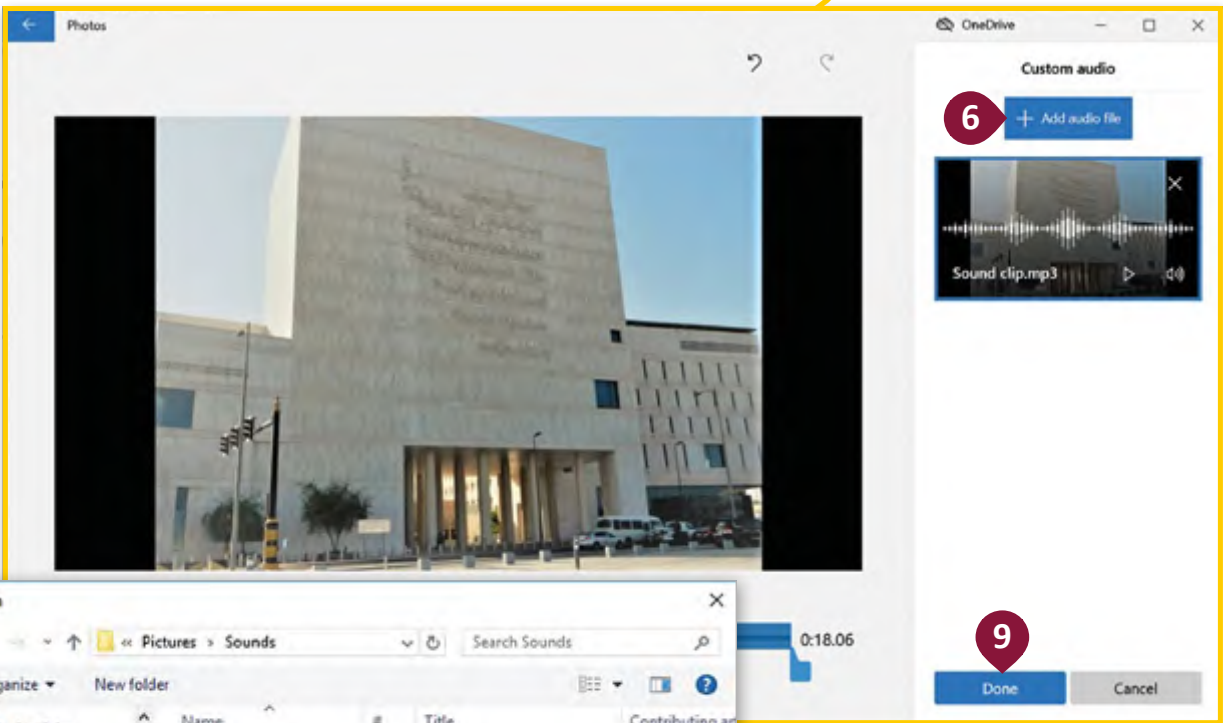 Photos
OneDrive
Custom audio
6
+ Add audio file
Sound clip.mp3
0:18.06
9
Done
Cancel
« Pictures > Sounds
Search Sounds
New folder
Name
#
Title
Contributing